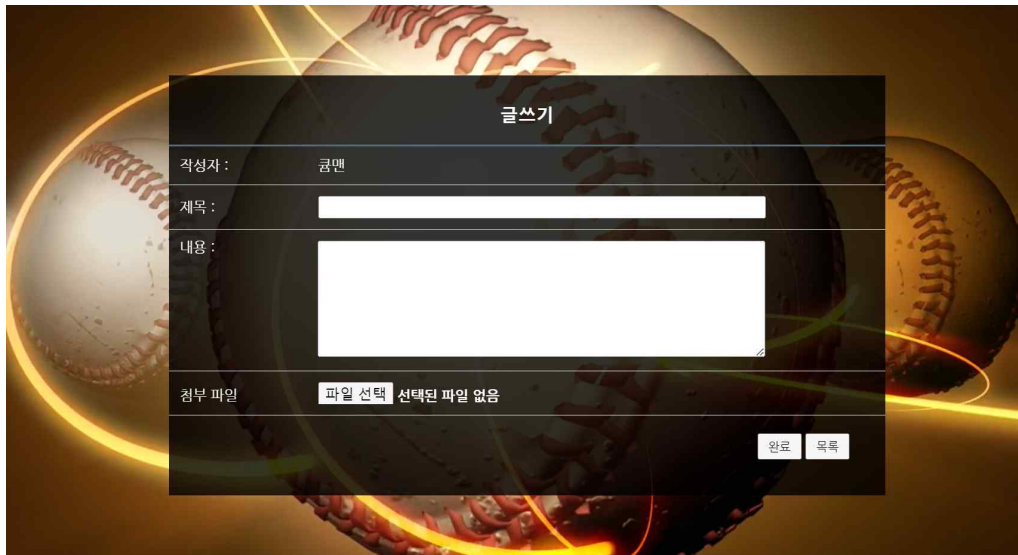 글쓰기
작성자 : 큠맨
제목 :
내용 :
첨부 파일 파일 선택 선택된 파일 없음
완료 목록